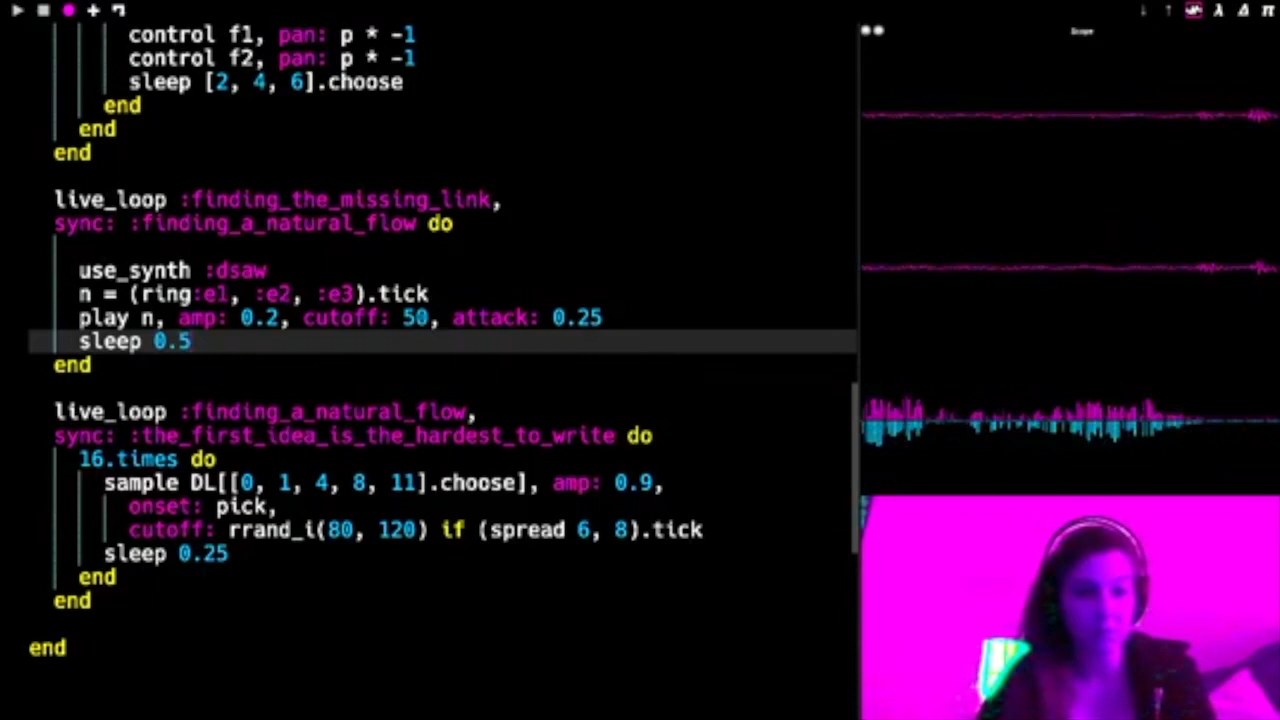 control f1, pan: p * -1
control f2, pan: p * -1
sleep [2, 4, 6].choose
end
end
end
live_loop :finding_the_missing_link,
sync: :finding_a_natural_flow do
use_synth :dsaw
n = (ring:e1, :e2, :e3).tick
play n, amp: 0.2, cutoff: 50, attack: 0.25
sleep 0.5
end
live_loop :finding_a_natural_flow,
sync: :the_first_idea_is_the_hardest_to_write do
16.times do
sample DL[[0, 1, 4, 8, 11].choose], amp: 0.9,
onset: pick,
cutoff: rrand_i(80, 120) if (spread 6, 8).tick
sleep 0.25
end
end
end
Scope